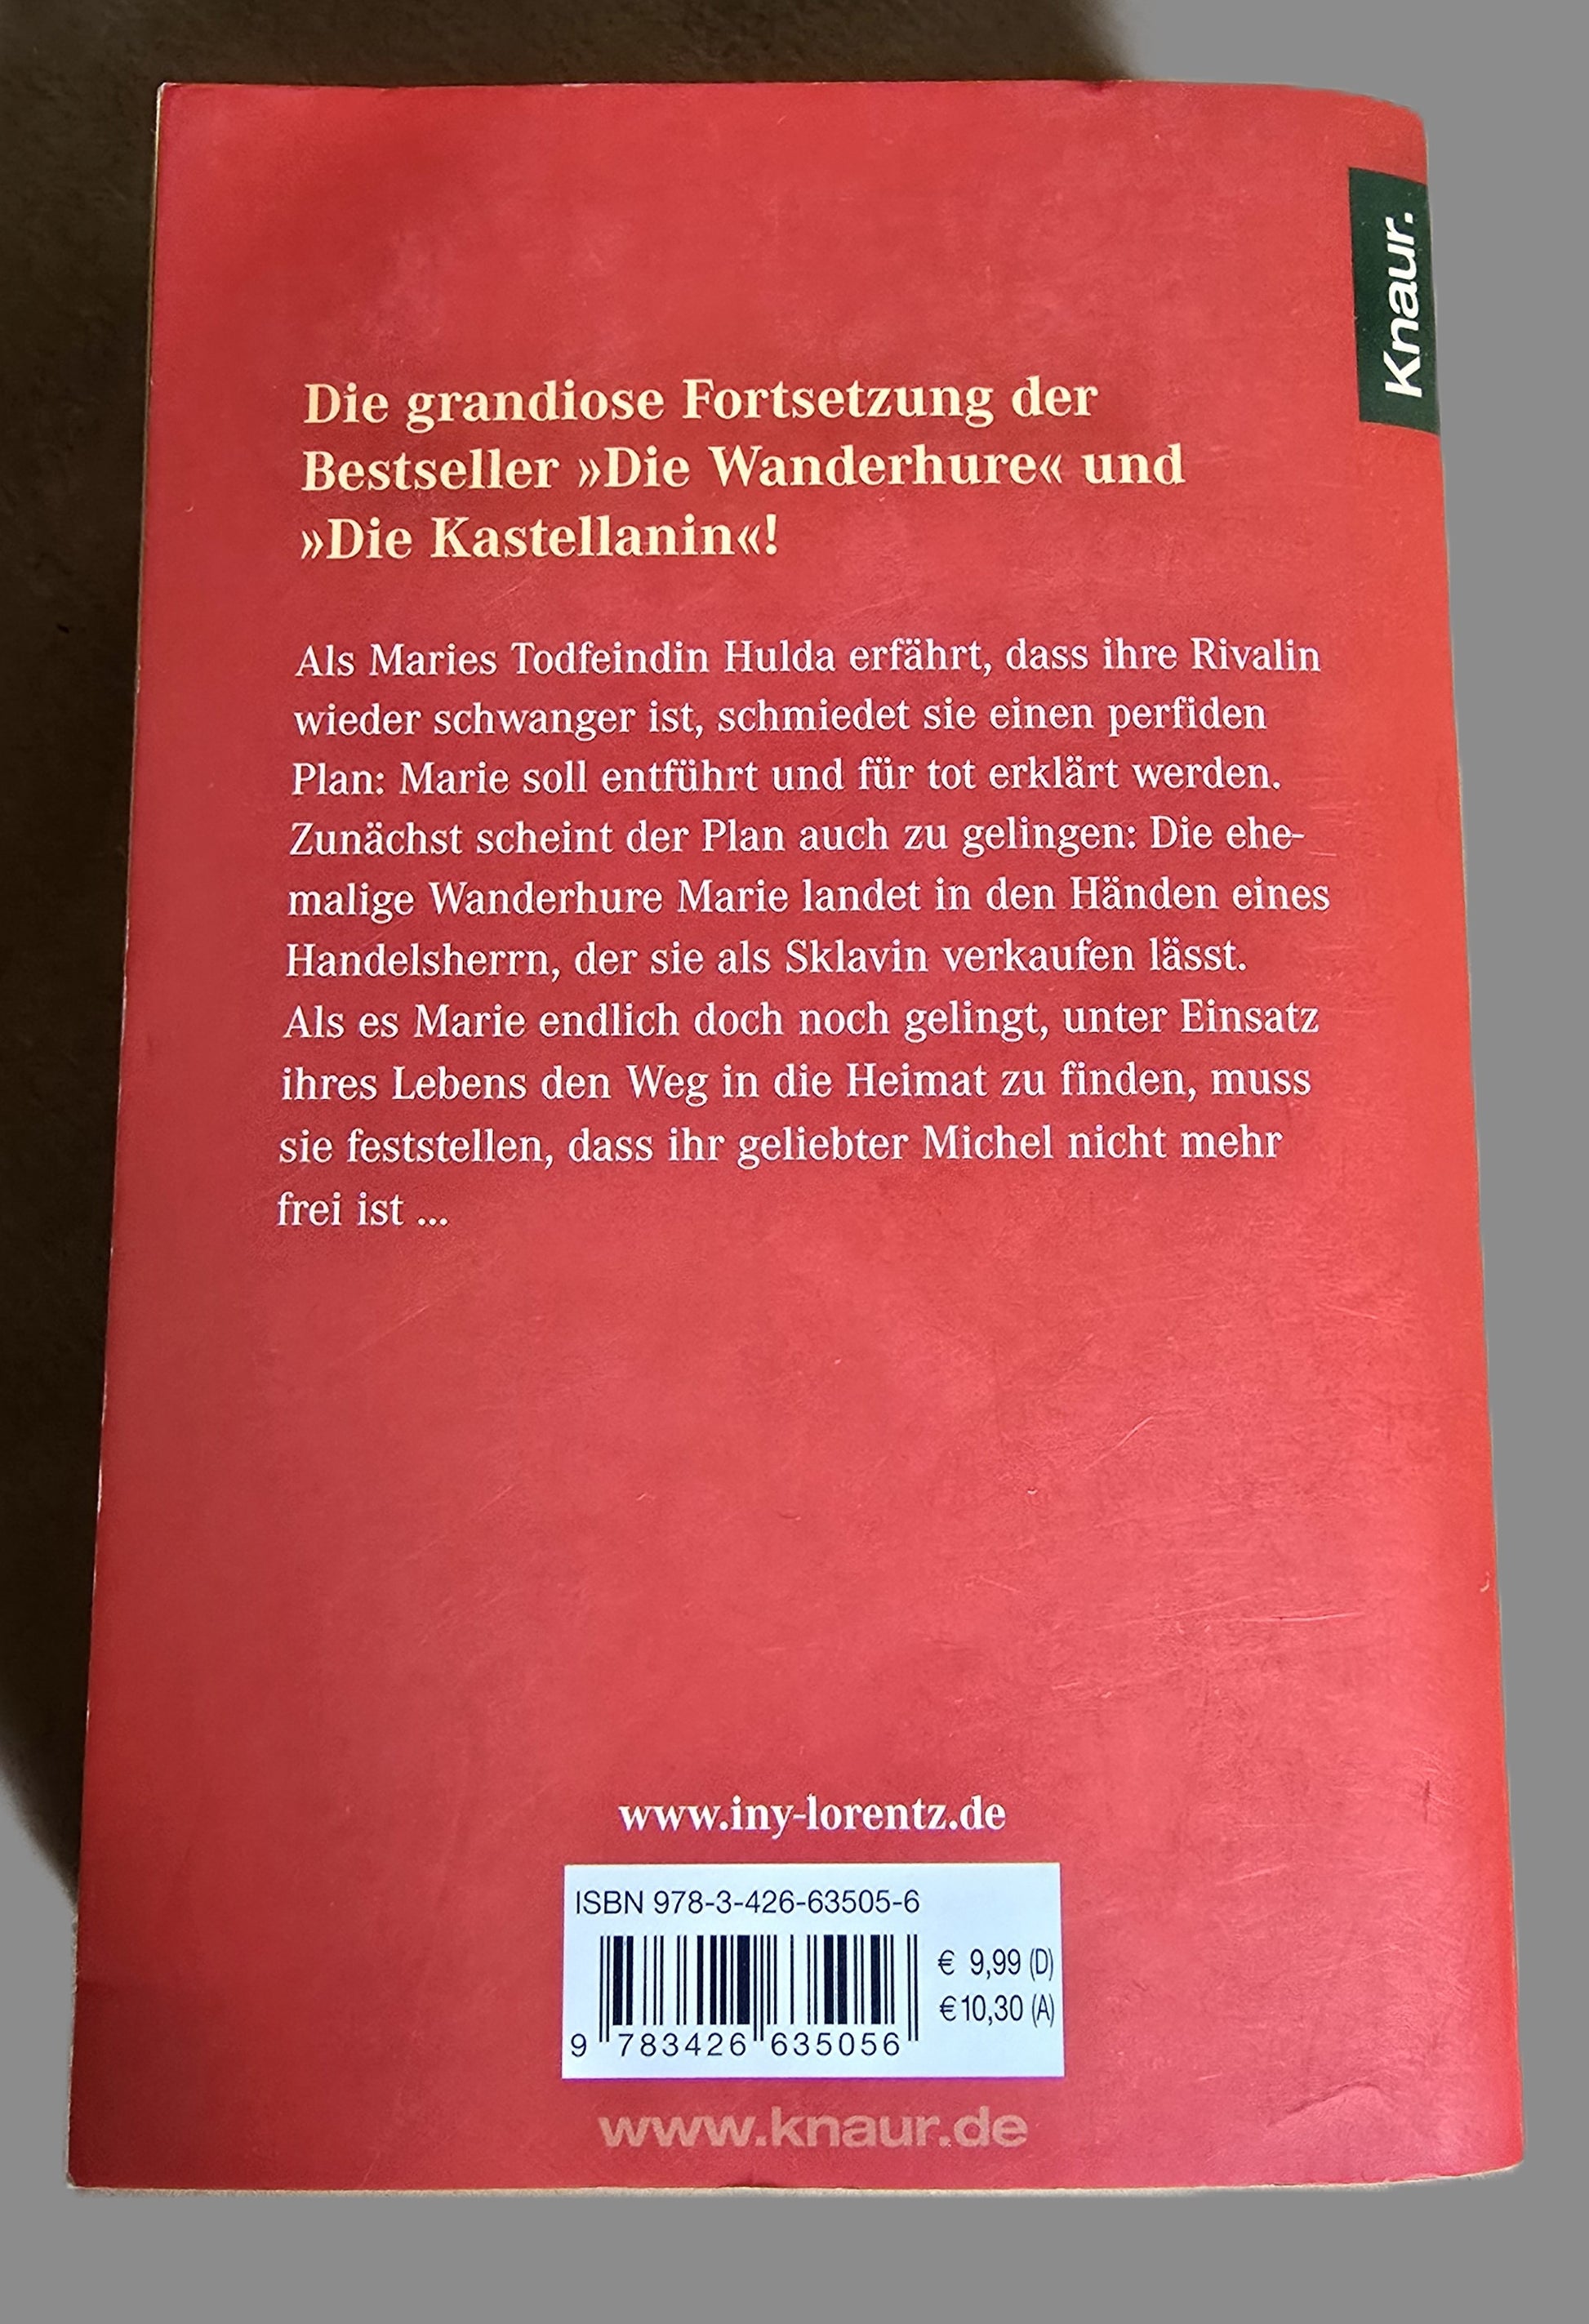 Knaur.
Die grandiose Fortsetzung der
Bestseller »Die Wanderhure« und
»Die Kastellanin«!
Als Maries Todfeindin Hulda erfährt, dass ihre Rivalin
wieder schwanger ist, schmiedet sie einen perfiden
Plan: Marie soll entführt und für tot erklärt werden.
Zunächst scheint der Plan auch zu gelingen: Die ehe-
malige Wanderhure Marie landet in den Händen eines
Handelsherrn, der sie als Sklavin verkaufen lässt.
Als es Marie endlich doch noch gelingt, unter Einsatz
ihres Lebens den Weg in die Heimat zu finden, muss
sie feststellen, dass ihr geliebter Michel nicht mehr
frei ist ...
www.iny-lorentz.de
ISBN 978-3-426-63505-6
€ 9,99 (D)
€ 10,30 (A)
9 783426 635056
www.knaur.de